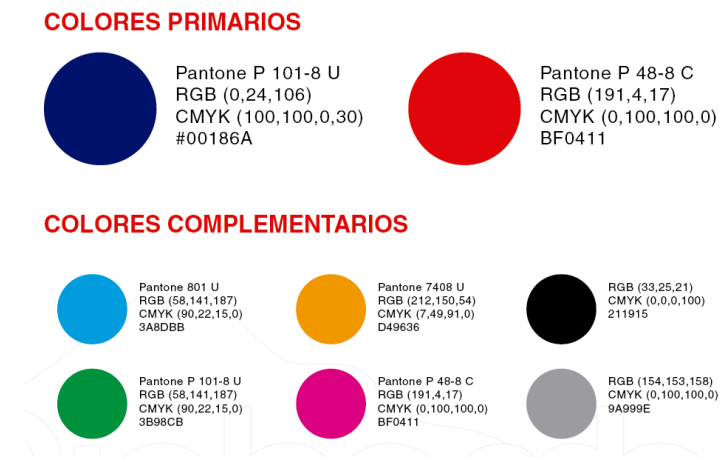 COLORES PRIMARIOS
Pantone P 101-8 U
RGB (0,24,106)
CMYK (100,100,0,30)
#00186A
Pantone P 48-8 C
RGB (191,4,17)
CMYK (0,100,100,0)
BF0411
COLORES COMPLEMENTARIOS
Pantone 801 U
RGB (58,141,187)
CMYK (90,22,15,0)
3A8DBB
Pantone 7408 U
RGB (212,150,54)
CMYK (7,49,91,0)
D49636
RGB (33,25,21)
CMYK (0,0,0,100)
211915
Pantone P 101-8 U
RGB (58,141,187)
CMYK (90,22,15,0)
3B98CB
Pantone P 48-8 C
RGB (191,4,17)
CMYK (0,100,100,0)
BF0411
RGB (154,153,158)
CMYK (0,100,100,0)
9A999E